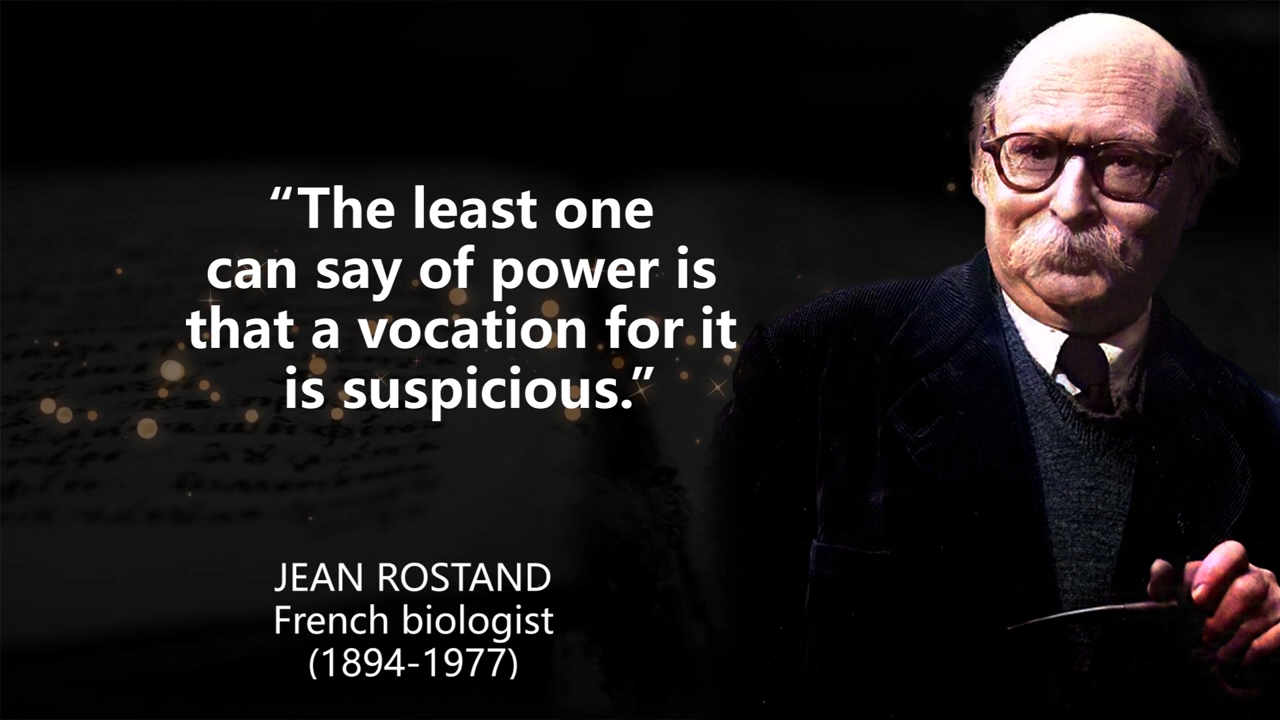 “The least one
can say of power is
that a vocation for it
is suspicious.”
JEAN ROSTAND
French biologist
(1894-1977)